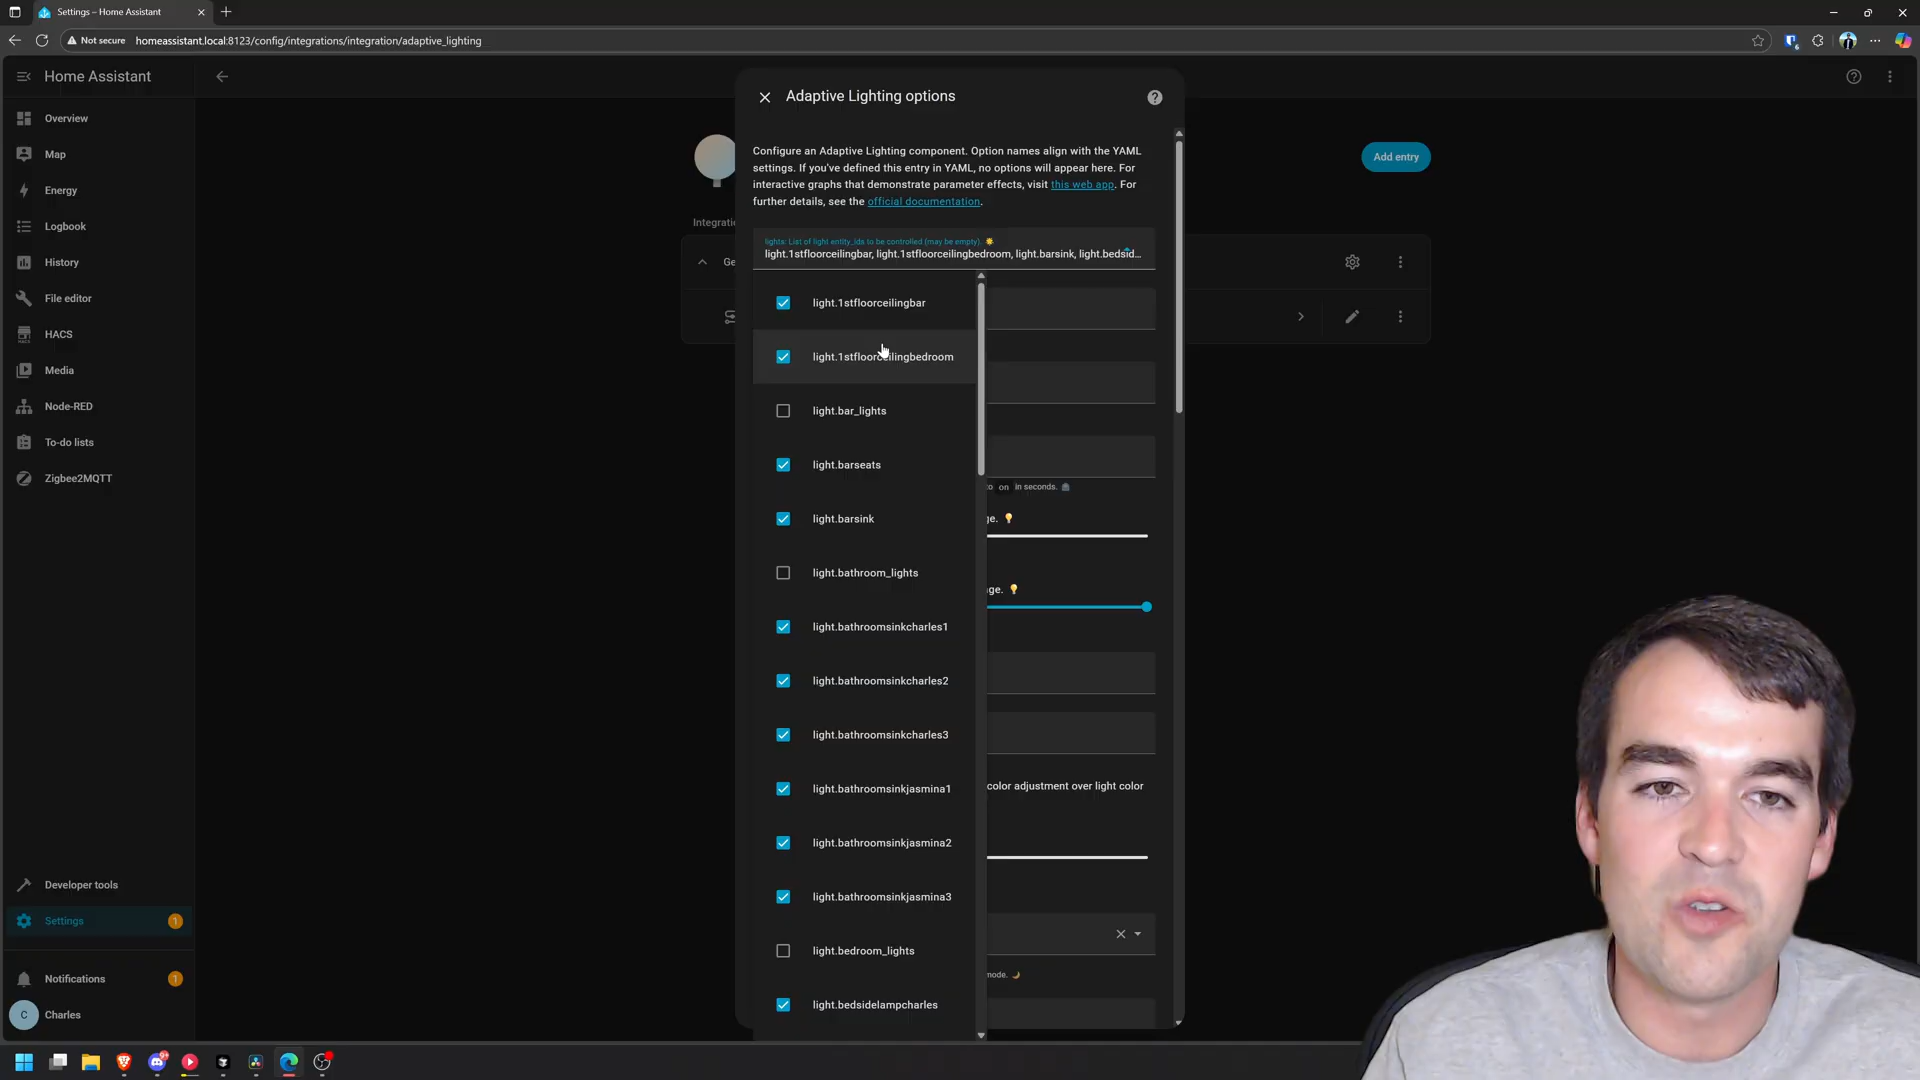 Settings – Home Assistant
Not secure
homeassistant.local:8123/config/integrations/integration/adaptive_lighting
Home Assistant
Overview
Map
Energy
Logbook
History
File editor
HACS
Media
Node-RED
To-do lists
Zigbee2MQTT
Developer tools
Settings
1
Notifications
1
C
Charles
Add entry
Integrati
Ge
Adaptive Lighting options
Configure an Adaptive Lighting component. Option names align with the YAML
settings. If you've defined this entry in YAML, no options will appear here. For
interactive graphs that demonstrate parameter effects, visit this web app. For
further details, see the official documentation.
lights: List of light entity_ids to be controlled (may be empty). 🌟
light.1stfloorceilingbar, light.1stfloorceilingbedroom, light.barsink, light.bedsid...
light.1stfloorceilingbar
light.1stfloorceilingbedroom
light.bar_lights
light.barseats
light.barsink
light.bathroom_lights
light.bathroomsinkcharles1
light.bathroomsinkcharles2
light.bathroomsinkcharles3
light.bathroomsinkjasmina1
light.bathroomsinkjasmina2
light.bathroomsinkjasmina3
light.bedroom_lights
light.bedsidelampcharles
on in seconds.
ge. 💡
age. 💡
color adjustment over light color
mode. 🌙